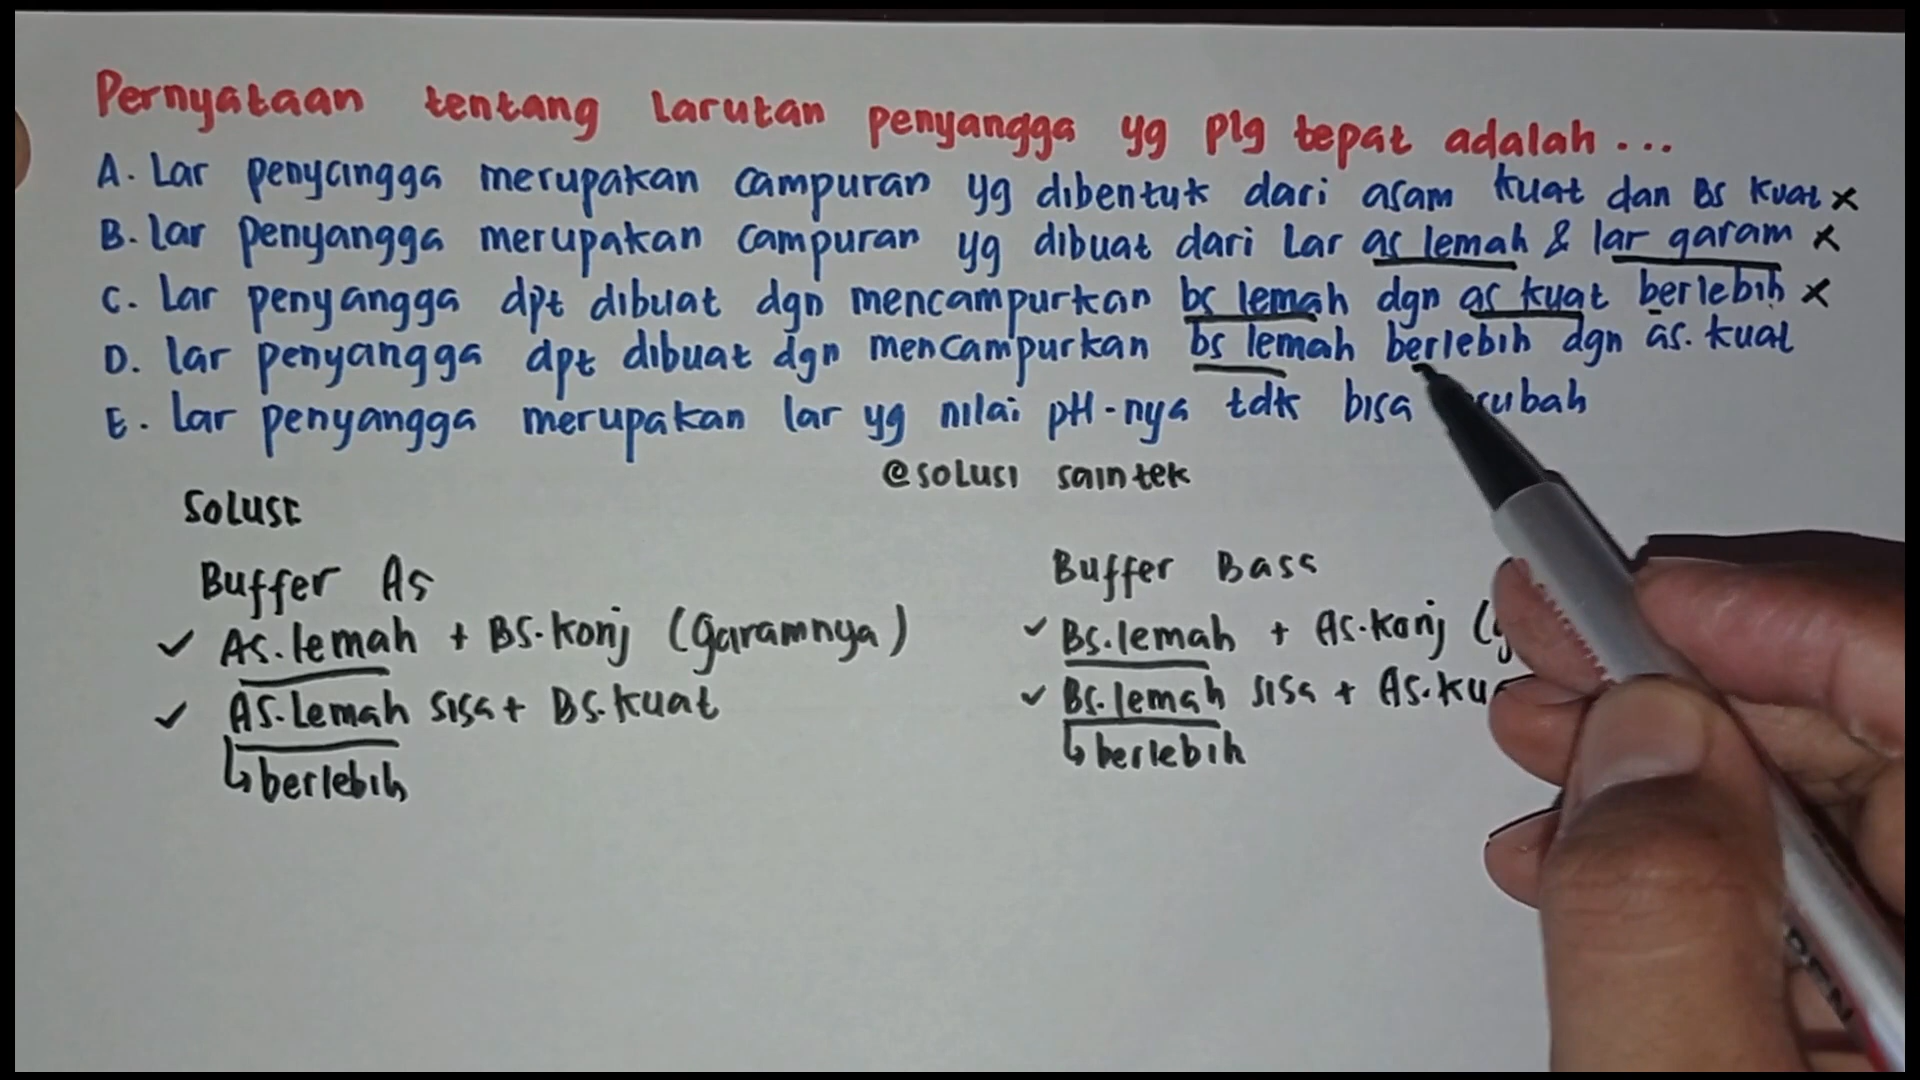 Pernyataan tentang Larutan penyangga yg plg tepat adalah ...
A. Lar penyangga merupakan campuran yg dibentuk dari asam kuat dan Bs kuat x
B. lar penyangga merupakan campuran yg dibuat dari Lar as lemah & lar garam x
C. Lar penyangga dpt dibuat dgn mencampurkan bs lemah dgn as kuat berlebih x
D. lar penyangga dpt dibuat dgn mencampurkan bs lemah berlebih dgn as. kuat
E. Lar penyangga merupakan lar yg nilai pH-nya tdk bisa
@solusi saintek
Solusi
Buffer As
✓ As.lemah + Bs.konj (garamnya)
✓ As.Lemah sisa + Bs.kuat
↳ berlebih
Buffer Basa
✓ Bs.lemah + As.konj (
✓ Bs.lemah sisa +
↳ berlebih